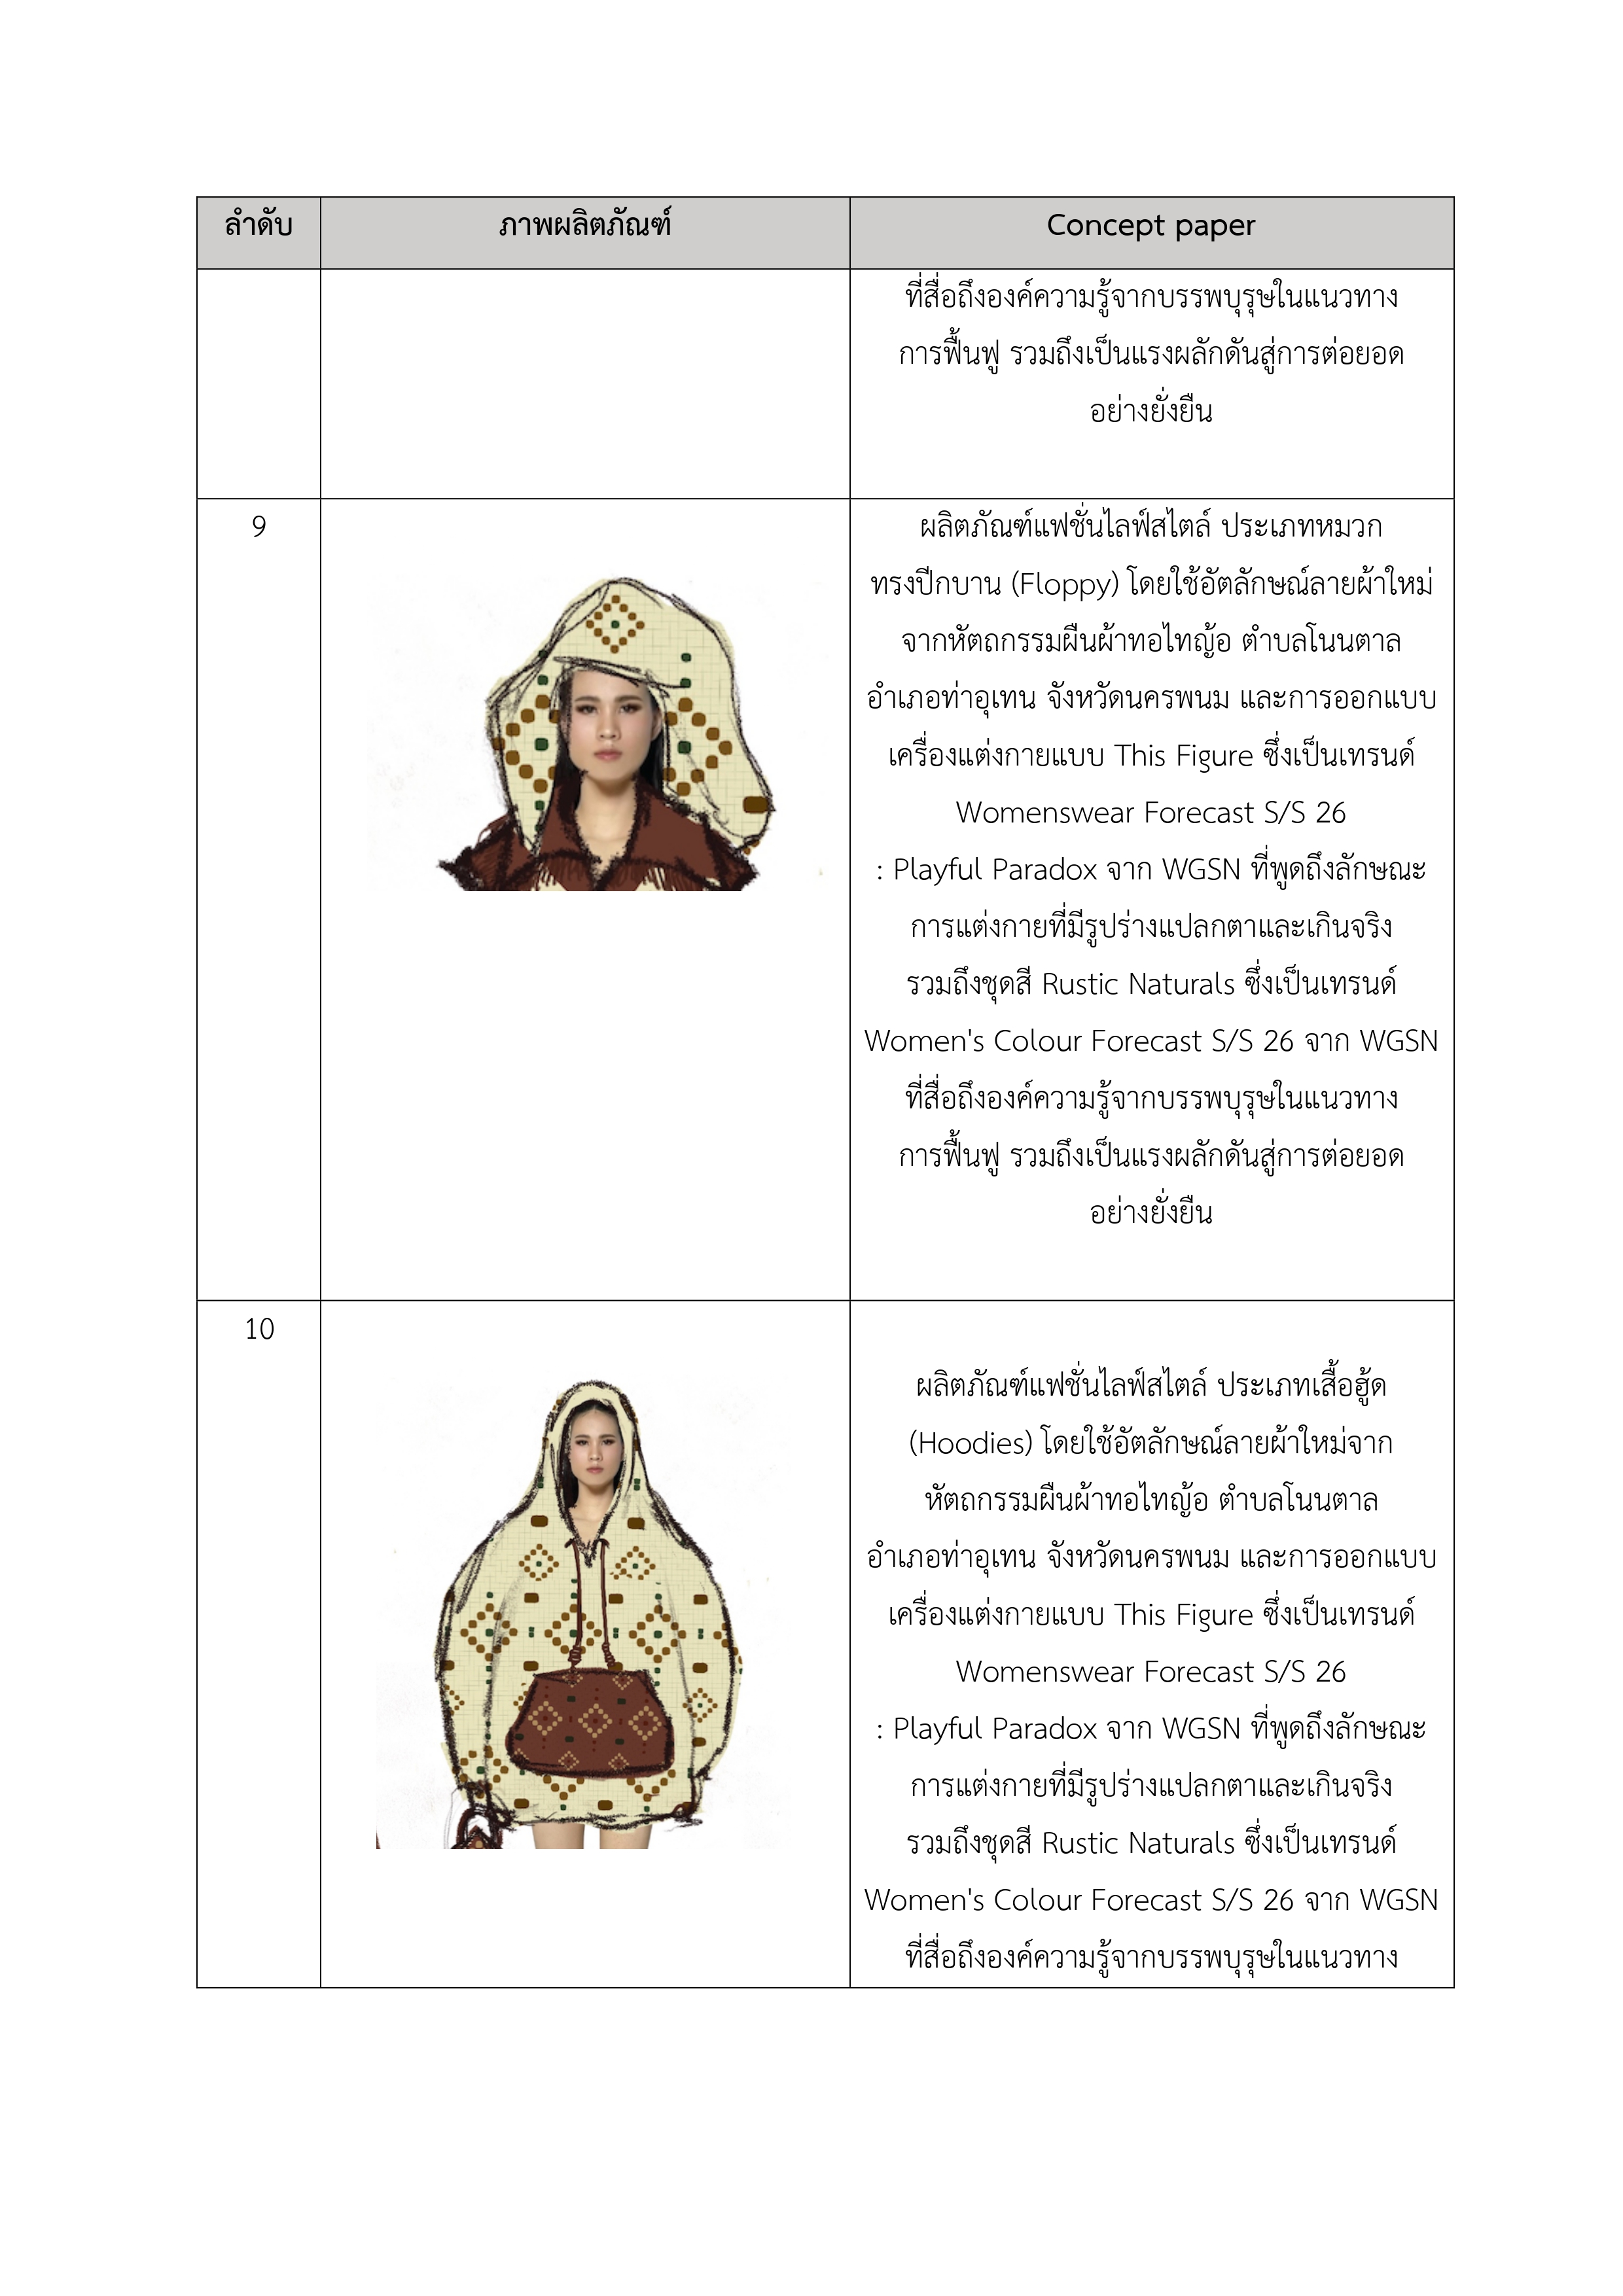 ลำดับ ภาพผลิตภัณฑ์ Concept paper
ที่สื่อถึงองค์ความรู้จากบรรพบุรุษในแนวทาง
การฟื้นฟู รวมถึงเป็นแรงผลักดันสู่การต่อยอด
อย่างยั่งยืน
9
ผลิตภัณฑ์แฟชั่นไลฟ์สไตล์ ประเภทหมวก
ทรงปีกบาน (Floppy) โดยใช้อัตลักษณ์ลายผ้าใหม่
จากหัตถกรรมผืนผ้าทอไทญ้อ ตำบลโนนตาล
อำเภอท่าอุเทน จังหวัดนครพนม และการออกแบบ
เครื่องแต่งกายแบบ This Figure ซึ่งเป็นเทรนด์
Womenswear Forecast S/S 26
: Playful Paradox จาก WGSN ที่พูดถึงลักษณะ
การแต่งกายที่มีรูปร่างแปลกตาและเกินจริง
รวมถึงชุดสี Rustic Naturals ซึ่งเป็นเทรนด์
Women's Colour Forecast S/S 26 จาก WGSN
ที่สื่อถึงองค์ความรู้จากบรรพบุรุษในแนวทาง
การฟื้นฟู รวมถึงเป็นแรงผลักดันสู่การต่อยอด
อย่างยั่งยืน
10
ผลิตภัณฑ์แฟชั่นไลฟ์สไตล์ ประเภทเสื้อฮู้ด
(Hoodies) โดยใช้อัตลักษณ์ลายผ้าใหม่จาก
หัตถกรรมผืนผ้าทอไทญ้อ ตำบลโนนตาล
อำเภอท่าอุเทน จังหวัดนครพนม และการออกแบบ
เครื่องแต่งกายแบบ This Figure ซึ่งเป็นเทรนด์
Womenswear Forecast S/S 26
: Playful Paradox จาก WGSN ที่พูดถึงลักษณะ
การแต่งกายที่มีรูปร่างแปลกตาและเกินจริง
รวมถึงชุดสี Rustic Naturals ซึ่งเป็นเทรนด์
Women's Colour Forecast S/S 26 จาก WGSN
ที่สื่อถึงองค์ความรู้จากบรรพบุรุษในแนวทาง